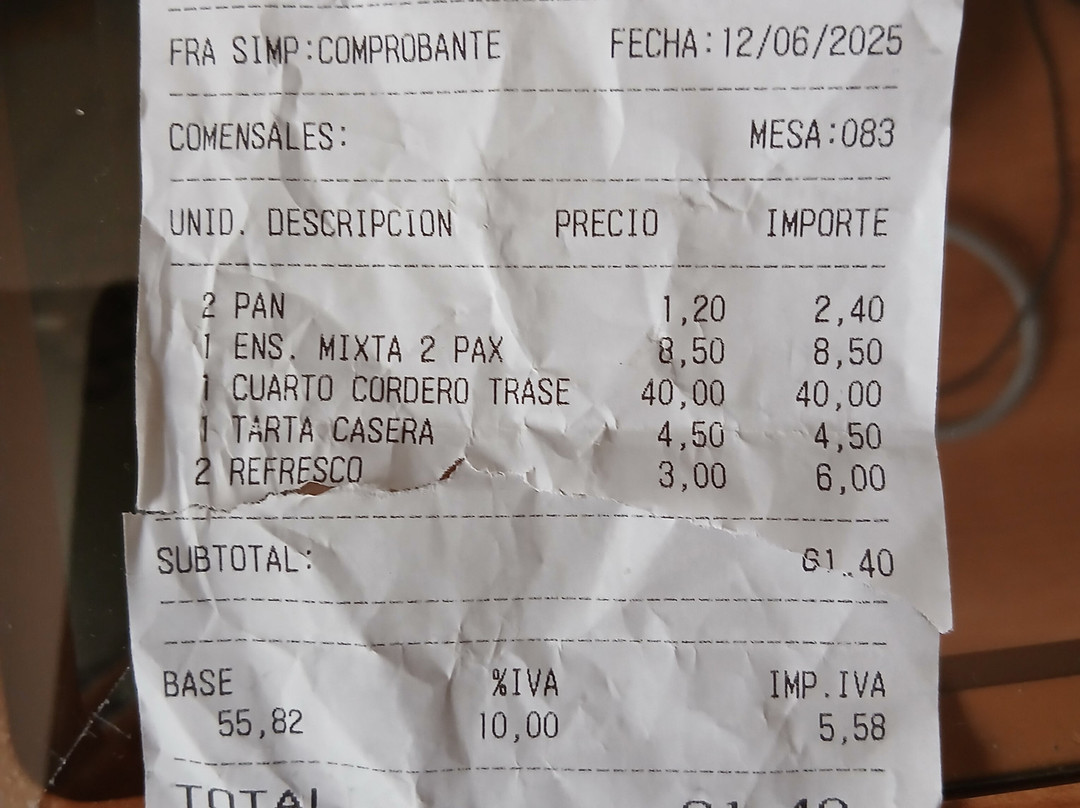 FRA SIMP:COMPROBANTE FECHA:12/06/2025
COMENSALES: MESA:083
UNID. DESCRIPCION PRECIO IMPORTE
2 PAN 1,20 2,40
1 ENS. MIXTA 2 PAX 8,50 8,50
1 CUARTO CORDERO TRASE 40,00 40,00
1 TARTA CASERA 4,50 4,50
2 REFRESCO 3,00 6,00
SUBTOTAL: 61.40
BASE %IVA IMP.IVA
55,82 10,00 5,58
TOTAL